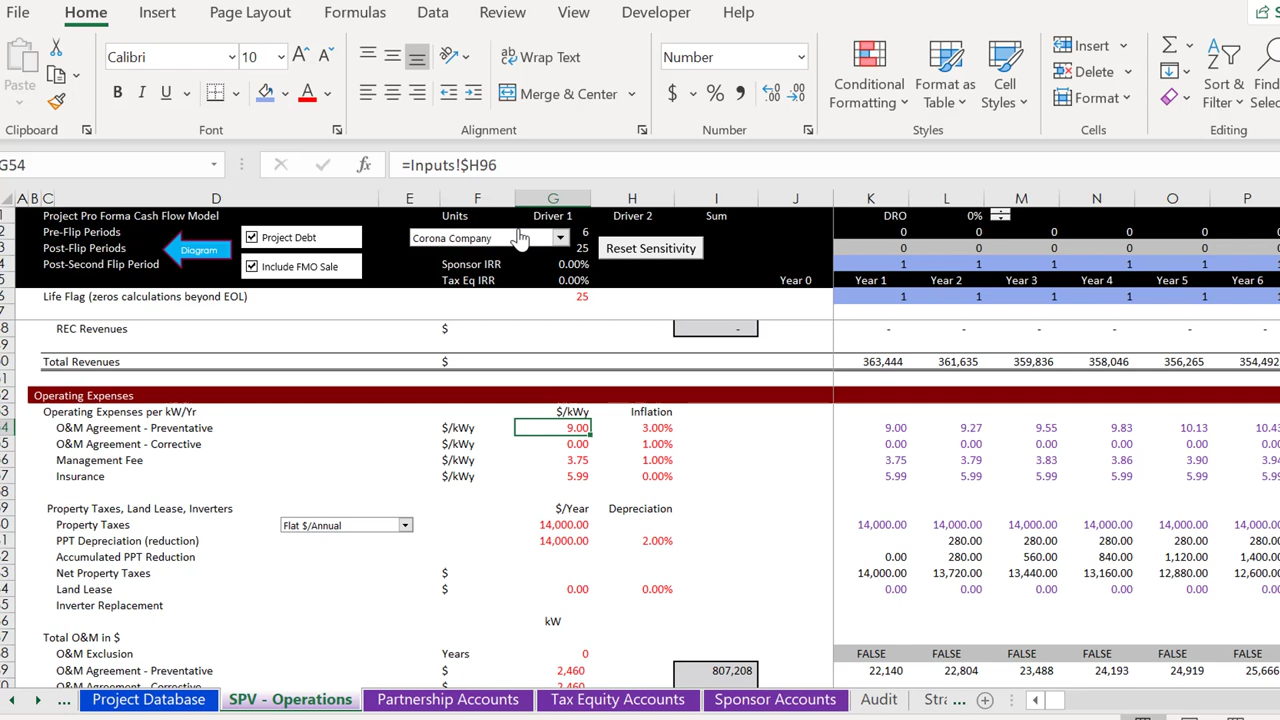 File Home Insert Page Layout Formulas Data Review View Developer Help
Calibri 10 A A Wrap Text Number Insert
Paste B I U A Merge & Center $ % Conditional Formatting Format as Table Cell Styles Delete Format Sort & Filter
Clipboard Font Alignment Number Styles Cells Editing
G54 fx =Inputs!$H96
A B C D E F G H I J K L M N O P
Project Pro Forma Cash Flow Model Units Driver 1 Driver 2 Sum DRO 0%
Pre-Flip Periods Project Debt Corona Company 6 0 0 0 0 0 0
Post-Flip Periods Diagram 25 Reset Sensitivity 0 0 0 0 0 0
Post-Second Flip Period Include FMO Sale Sponsor IRR 0.00% 1 1 1 1 1 1
Tax Eq IRR 0.00% Year 0 Year 1 Year 2 Year 3 Year 4 Year 5 Year 6
Life Flag (zeros calculations beyond EOL) 25 1 1 1 1 1 1
REC Revenues $ - - - - - - -
Total Revenues $ 363,444 361,635 359,836 358,046 356,265 354,492
Operating Expenses
Operating Expenses per kW/Yr $/kWy Inflation
O&M Agreement - Preventative $/kWy 9.00 3.00% 9.00 9.27 9.55 9.83 10.13 10.43
O&M Agreement - Corrective $/kWy 0.00 1.00% 0.00 0.00 0.00 0.00 0.00 0.00
Management Fee $/kWy 3.75 1.00% 3.75 3.79 3.83 3.86 3.90 3.94
Insurance $/kWy 5.99 0.00% 5.99 5.99 5.99 5.99 5.99 5.99
Property Taxes, Land Lease, Inverters $/Year Depreciation
Property Taxes Flat $/Annual 14,000.00 14,000.00 14,000.00 14,000.00 14,000.00 14,000.00 14,000.00
PPT Depreciation (reduction) 14,000.00 2.00% 280.00 280.00 280.00 280.00 280.00
Accumulated PPT Reduction 0.00 280.00 560.00 840.00 1,120.00 1,400.00
Net Property Taxes $ 14,000.00 13,720.00 13,440.00 13,160.00 12,880.00 12,600.00
Land Lease $ 0.00 0.00% 0.00 0.00 0.00 0.00 0.00 0.00
Inverter Replacement
kW
Total O&M in $
O&M Exclusion Years 0 FALSE FALSE FALSE FALSE FALSE FALSE
O&M Agreement - Preventative $ 2,460 807,208 22,140 22,804 23,488 24,193 24,919 25,666
O&M Agreement - Corrective $ 2,460
... Project Database SPV - Operations Partnership Accounts Tax Equity Accounts Sponsor Accounts Audit Stra ...